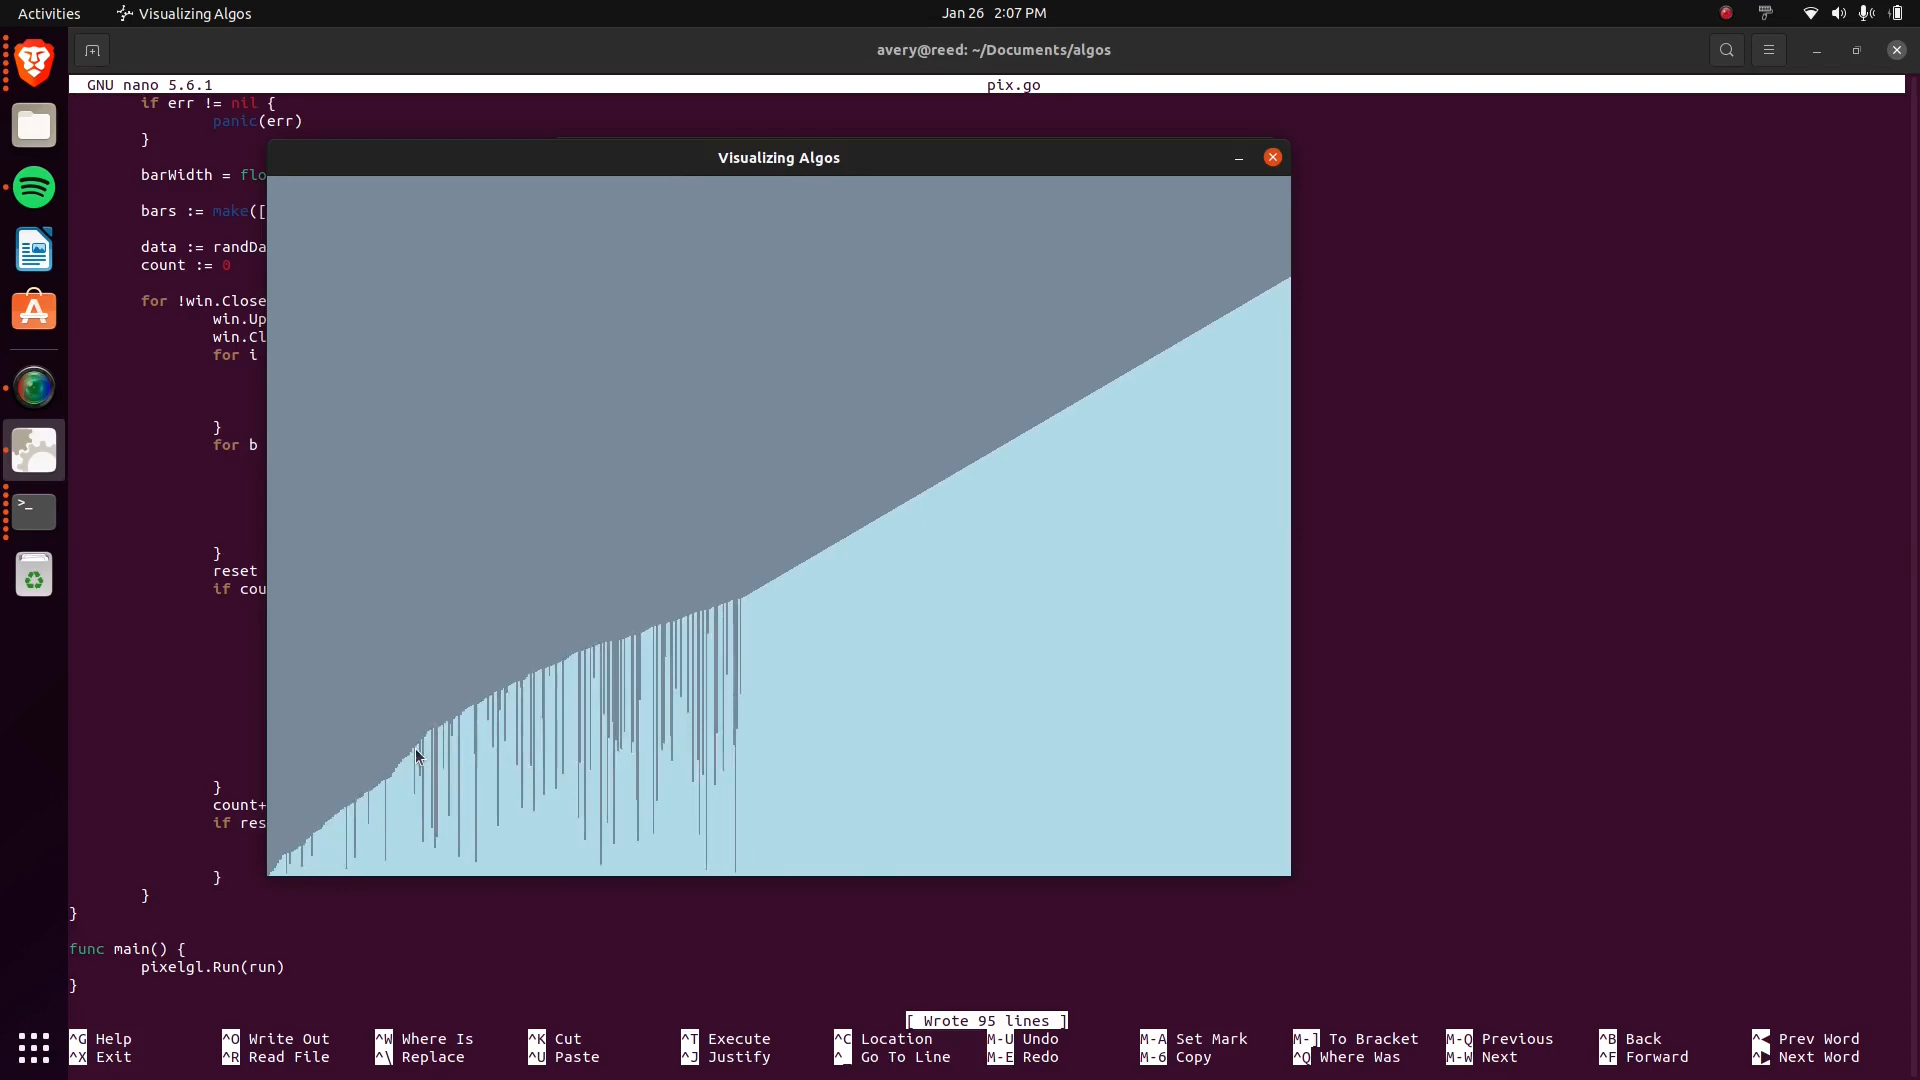 Activities Visualizing Algos Jan 26 2:07 PM
avery@reed: ~/Documents/algos
GNU nano 5.6.1 pix.go
if err != nil {
panic(err)
}
Visualizing Algos
barWidth = flo
bars := make([
data := randDa
count := 0
for !win.Close
win.Up
win.Cl
for i
}
for b
}
reset
if cou
}
count+
if res
}
}
}
func main() {
pixelgl.Run(run)
}
[ Wrote 95 lines ]
^G Help ^O Write Out ^W Where Is ^K Cut ^T Execute ^C Location M-U Undo M-A Set Mark M-] To Bracket M-Q Previous ^B Back ^◀ Prev Word
^X Exit ^R Read File ^\ Replace ^U Paste ^J Justify ^_ Go To Line M-E Redo M-6 Copy ^Q Where Was M-W Next ^F Forward ^▶ Next Word